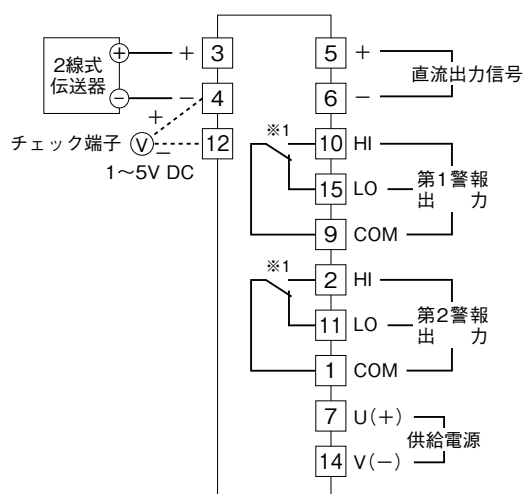 2線式
伝送器
+
−
+
−
3
4
12
+
−
チェック端子
V
1〜5V DC
5
+
6
−
直流出力信号
※1
10
HI
15
LO
9
COM
第1警報
出 力
※1
2
HI
11
LO
1
COM
第2警報
出 力
7
U(+)
14
V(−)
供給電源